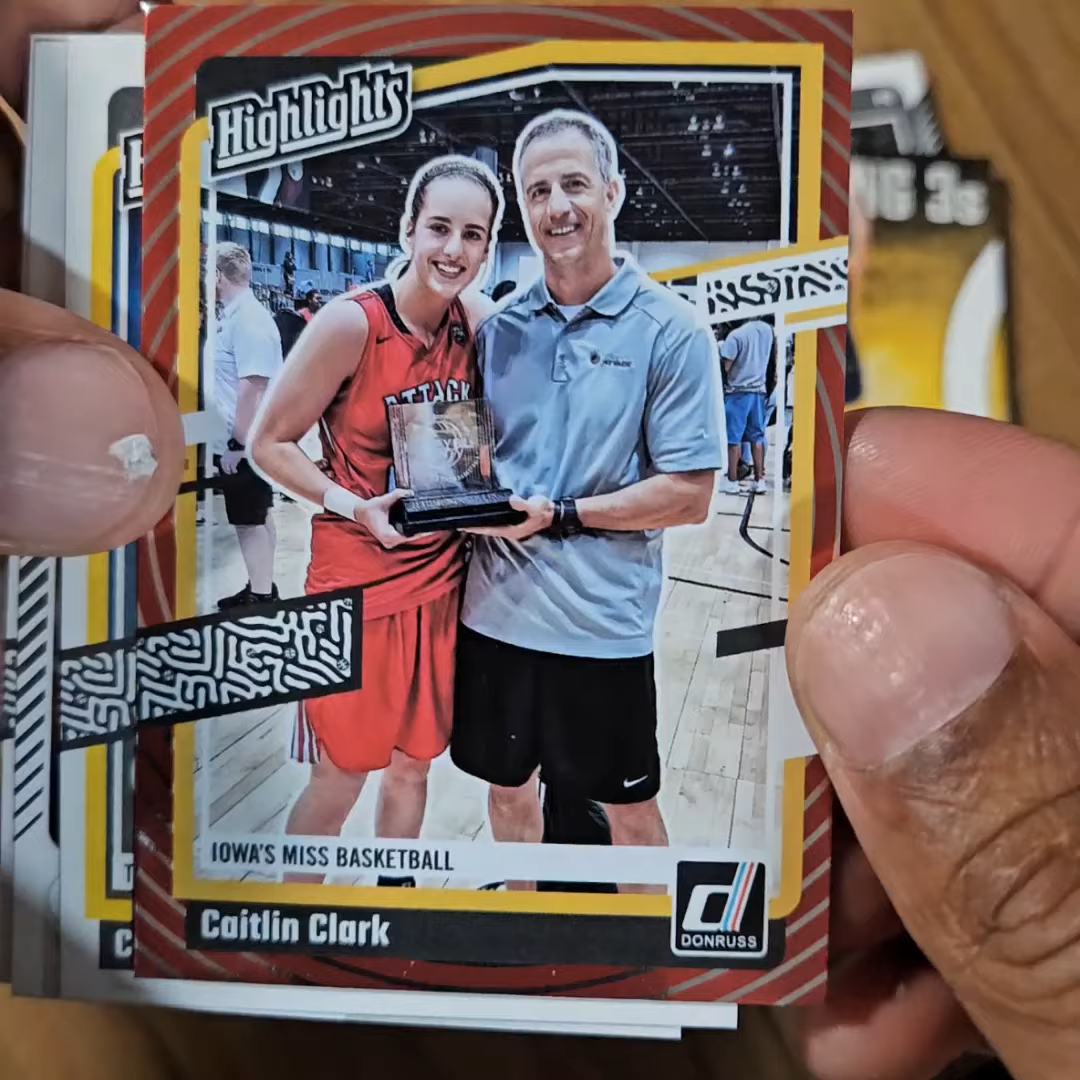 Highlights
NG 3s
ATTACK
IOWA'S MISS BASKETBALL
Caitlin Clark
DONRUSS